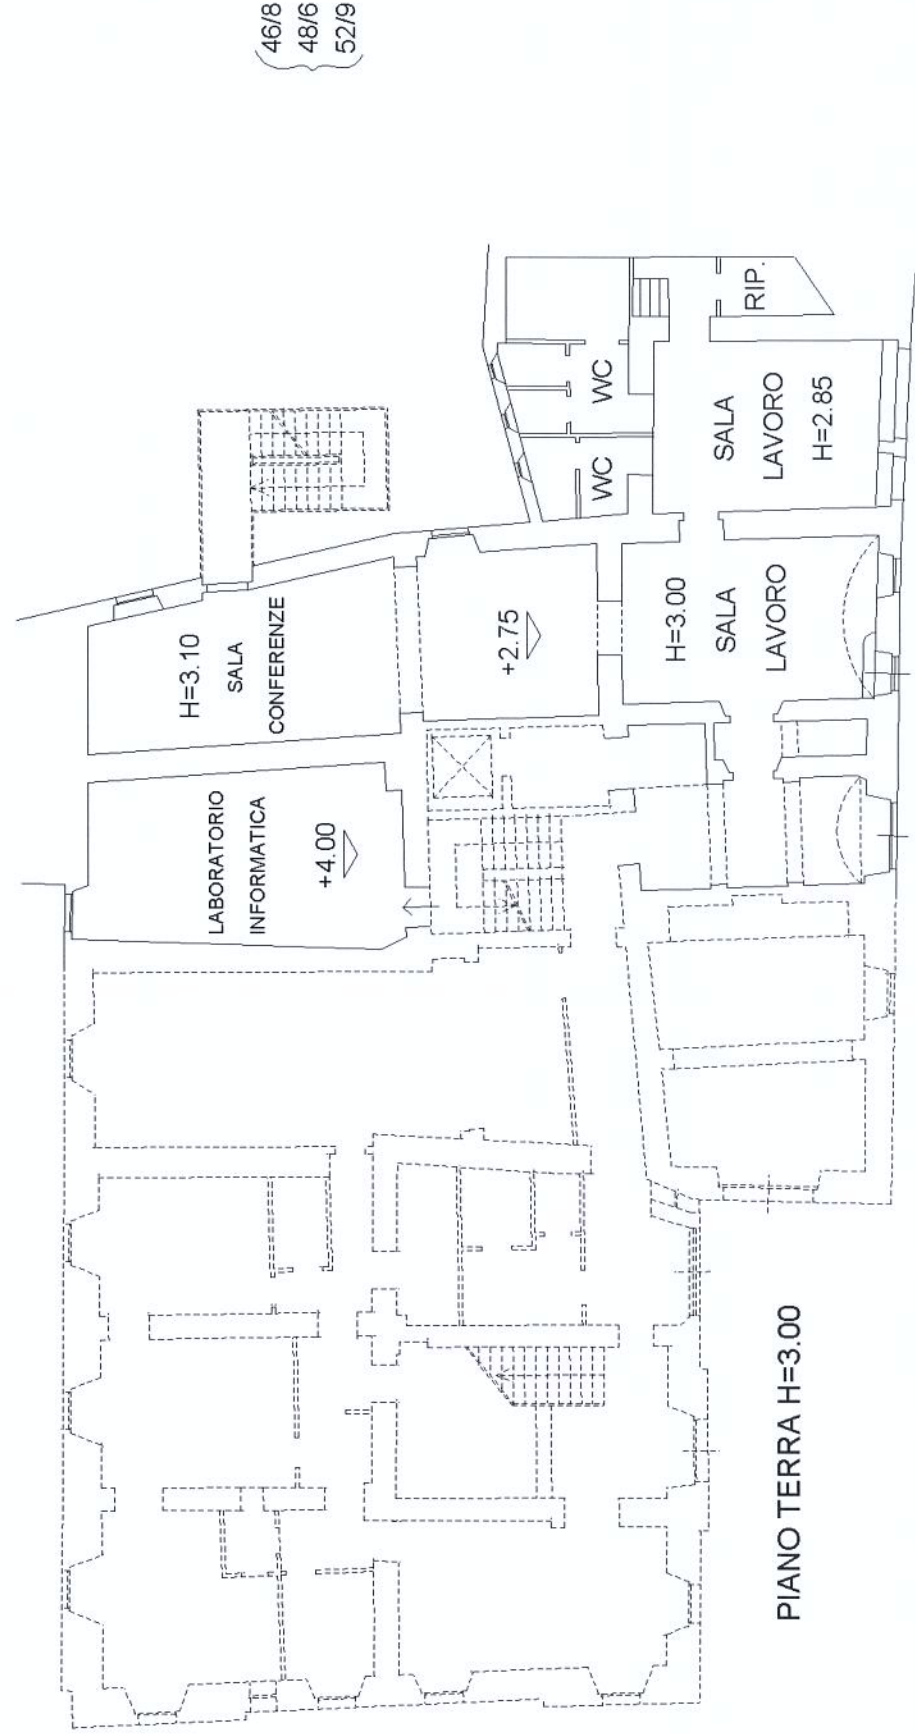 46/8
48/6
52/9
H=3.10
SALA
CONFERENZE
LABORATORIO
INFORMATICA
+4.00
+2.75
WC
WC
RIP.
SALA
LAVORO
H=2.85
H=3.00
SALA
LAVORO
PIANO TERRA H=3.00